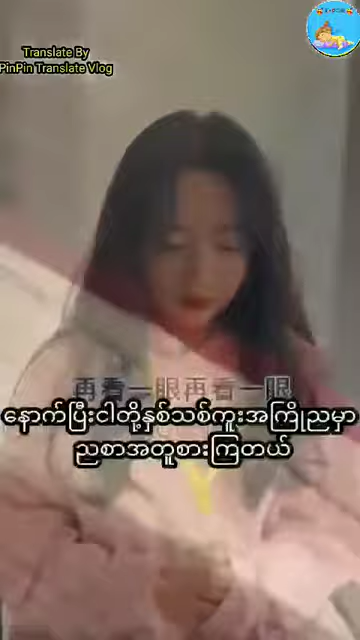 Translate By
PinPin Translate Vlog
再看一眼再看一眼
နောက်ပြီးငါတို့နှစ်သစ်ကူးအကြိုညမှာ
ညစာအတူစားကြတယ်